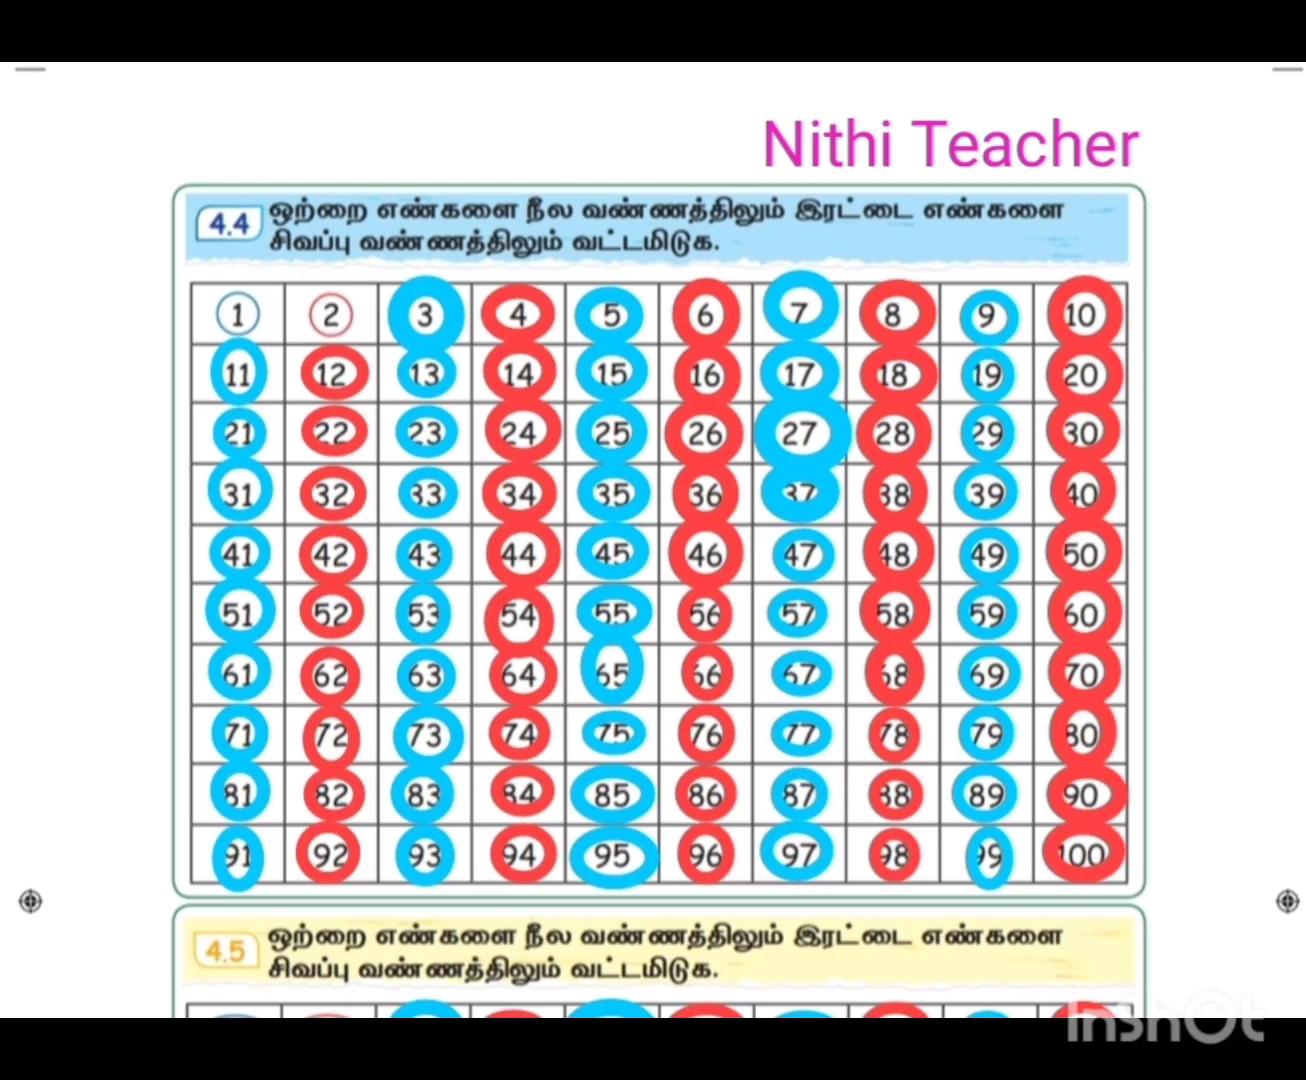 Nithi Teacher
4.4 ஒற்றை எண்களை நீல வண்ணத்திலும் இரட்டை எண்களை
சிவப்பு வண்ணத்திலும் வட்டமிடுக.
1 2 3 4 5 6 7 8 9 10
11 12 13 14 15 16 17 18 19 20
21 22 23 24 25 26 27 28 29 30
31 32 33 34 35 36 37 38 39 40
41 42 43 44 45 46 47 48 49 50
51 52 53 54 55 56 57 58 59 60
61 62 63 64 65 66 67 68 69 70
71 72 73 74 75 76 77 78 79 80
81 82 83 84 85 86 87 88 89 90
91 92 93 94 95 96 97 98 99 100
4.5 ஒற்றை எண்களை நீல வண்ணத்திலும் இரட்டை எண்களை
சிவப்பு வண்ணத்திலும் வட்டமிடுக.
InShOt